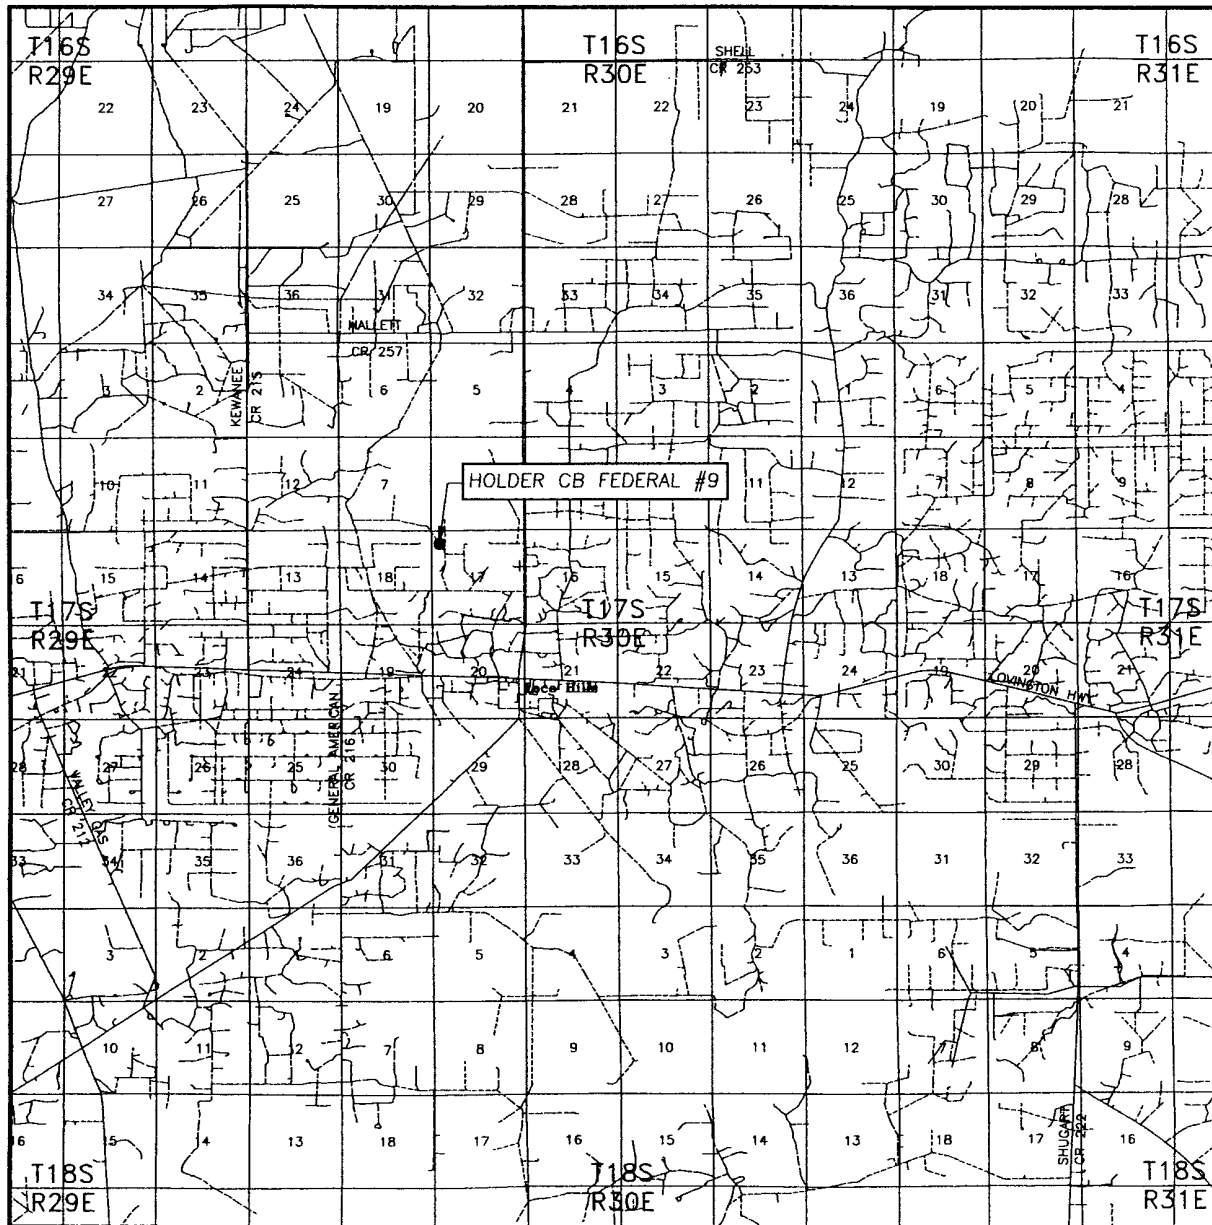 T16S T16S T16S
R29E R30E R31E
SHELL
CR 253
22 23 24 19 20 21 22 23 24 19 20 21
27 26 25 30 29 28 27 26 25 30 29 28
34 35 36 31 32 33 34 35 36 31 32 33
MALLETT
CR 257
KEWANEE
CR 215
3 2 1 6 5 4 3 2 1 6 5 4
10 11 12 7 11 12 7 8 9
HOLDER CB FEDERAL #9
6 15 14 13 18 17 16 15 14 13 18 17 16
T17S T17S T17S
R29E R30E R31E
21 22 23 24 19 20 21 22 23 24 19 20 21
Loco Hills
LOVINGTON HWY
GENERAL AMERICAN
CR 216
28 27 26 25 30 29 28 27 26 25 30 29 28
VALLEY GAS
CR 217
33 34 35 36 31 32 33 34 35 36 31 32 33
3 2 1 6 5 4 3 2 1 6 5 4
10 11 12 7 8 9 10 11 12 7 8 9
SHUGART
CR 222
16 15 14 13 18 17 16 15 14 13 18 17 16
T18S T18S T18S
R29E R30E R31E